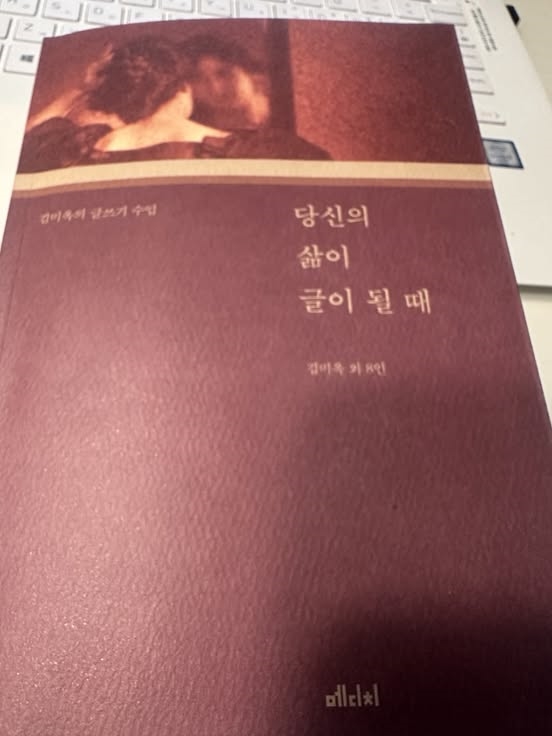 김미옥의 글쓰기 수업
당신의
삶이
글이 될 때
김미옥 외 8인
메디치